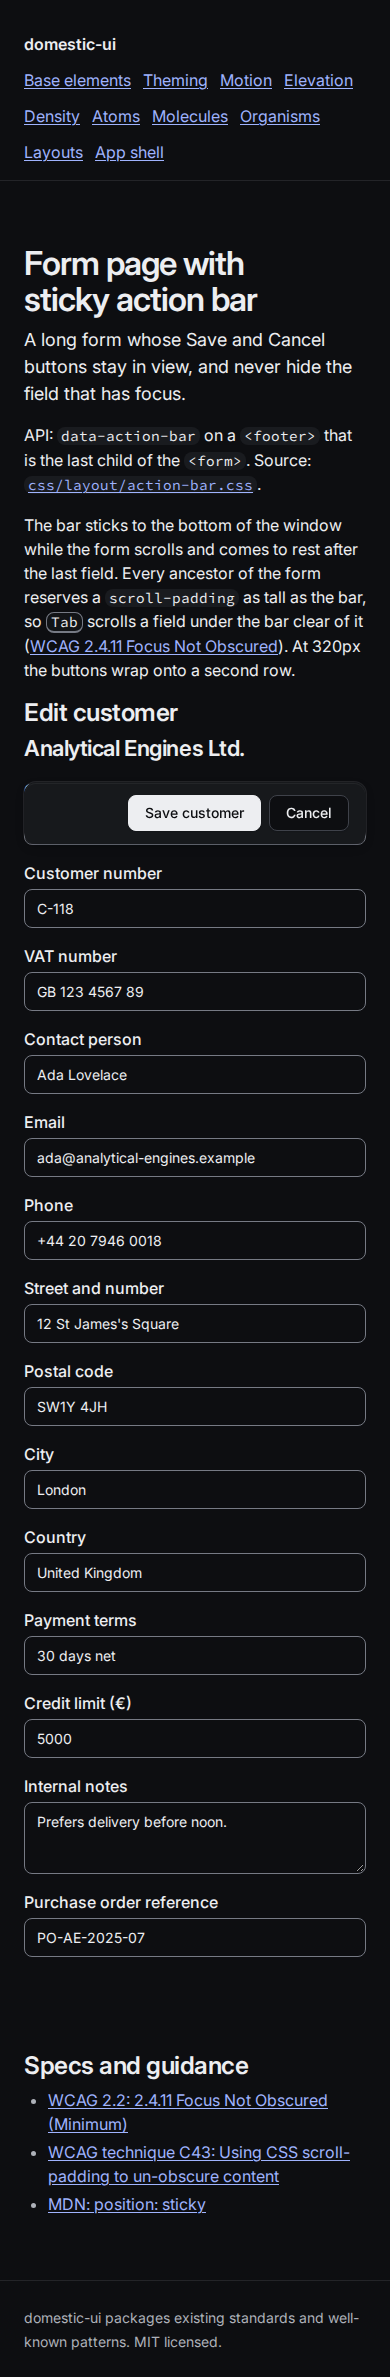 domestic-ui
Base elements Theming Motion Elevation
Density Atoms Molecules Organisms
Layouts App shell
Form page with
sticky action bar
A long form whose Save and Cancel
buttons stay in view, and never hide the
field that has focus.
API: data-action-bar on a <footer> that
is the last child of the <form>. Source:
css/layout/action-bar.css.
The bar sticks to the bottom of the window
while the form scrolls and comes to rest after
the last field. Every ancestor of the form
reserves a scroll-padding as tall as the bar,
so Tab scrolls a field under the bar clear of it
(WCAG 2.4.11 Focus Not Obscured). At 320px
the buttons wrap onto a second row.
Edit customer
Analytical Engines Ltd.
Save customer Cancel
Customer number
C-118
VAT number
GB 123 4567 89
Contact person
Ada Lovelace
Email
ada@analytical-engines.example
Phone
+44 20 7946 0018
Street and number
12 St James's Square
Postal code
SW1Y 4JH
City
London
Country
United Kingdom
Payment terms
30 days net
Credit limit (€)
5000
Internal notes
Prefers delivery before noon.
Purchase order reference
PO-AE-2025-07
Specs and guidance
• WCAG 2.2: 2.4.11 Focus Not Obscured
(Minimum)
• WCAG technique C43: Using CSS scroll-
padding to un-obscure content
• MDN: position: sticky
domestic-ui packages existing standards and well-
known patterns. MIT licensed.